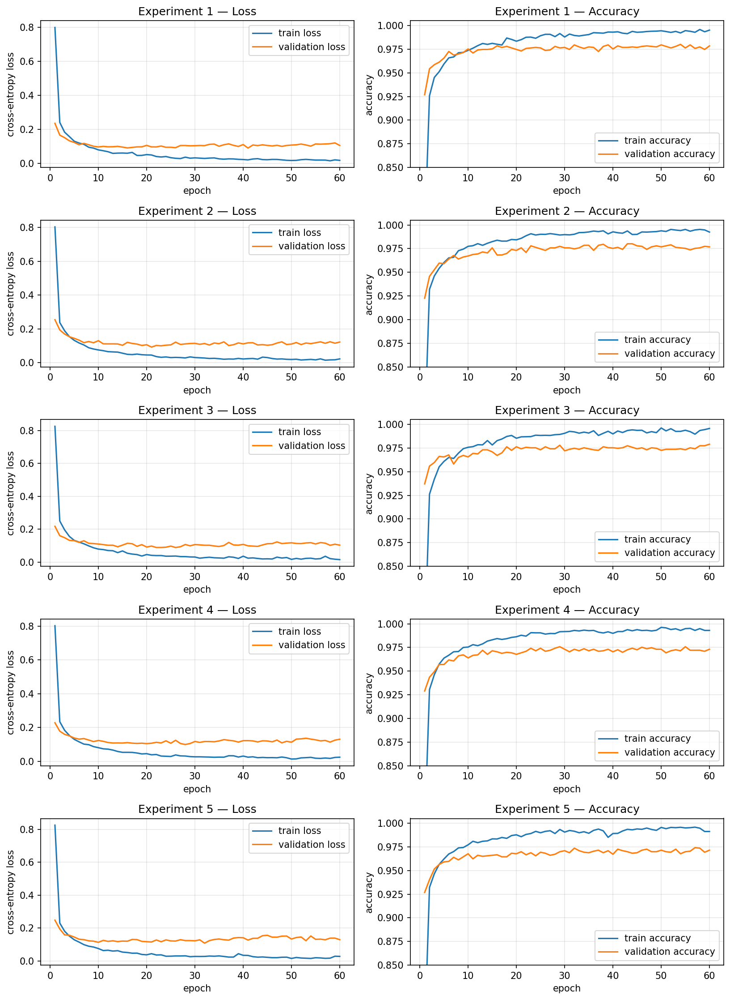 Experiment 1 — Loss
cross-entropy loss
0.8
0.6
0.4
0.2
0.0
train loss
validation loss
0
10
20
30
40
50
60
epoch
Experiment 1 — Accuracy
accuracy
1.000
0.975
0.950
0.925
0.900
0.875
0.850
train accuracy
validation accuracy
0
10
20
30
40
50
60
epoch
Experiment 2 — Loss
cross-entropy loss
0.8
0.6
0.4
0.2
0.0
train loss
validation loss
0
10
20
30
40
50
60
epoch
Experiment 2 — Accuracy
accuracy
1.000
0.975
0.950
0.925
0.900
0.875
0.850
train accuracy
validation accuracy
0
10
20
30
40
50
60
epoch
Experiment 3 — Loss
cross-entropy loss
0.8
0.6
0.4
0.2
0.0
train loss
validation loss
0
10
20
30
40
50
60
epoch
Experiment 3 — Accuracy
accuracy
1.000
0.975
0.950
0.925
0.900
0.875
0.850
train accuracy
validation accuracy
0
10
20
30
40
50
60
epoch
Experiment 4 — Loss
cross-entropy loss
0.8
0.6
0.4
0.2
0.0
train loss
validation loss
0
10
20
30
40
50
60
epoch
Experiment 4 — Accuracy
accuracy
1.000
0.975
0.950
0.925
0.900
0.875
0.850
train accuracy
validation accuracy
0
10
20
30
40
50
60
epoch
Experiment 5 — Loss
cross-entropy loss
0.8
0.6
0.4
0.2
0.0
train loss
validation loss
0
10
20
30
40
50
60
epoch
Experiment 5 — Accuracy
accuracy
1.000
0.975
0.950
0.925
0.900
0.875
0.850
train accuracy
validation accuracy
0
10
20
30
40
50
60
epoch